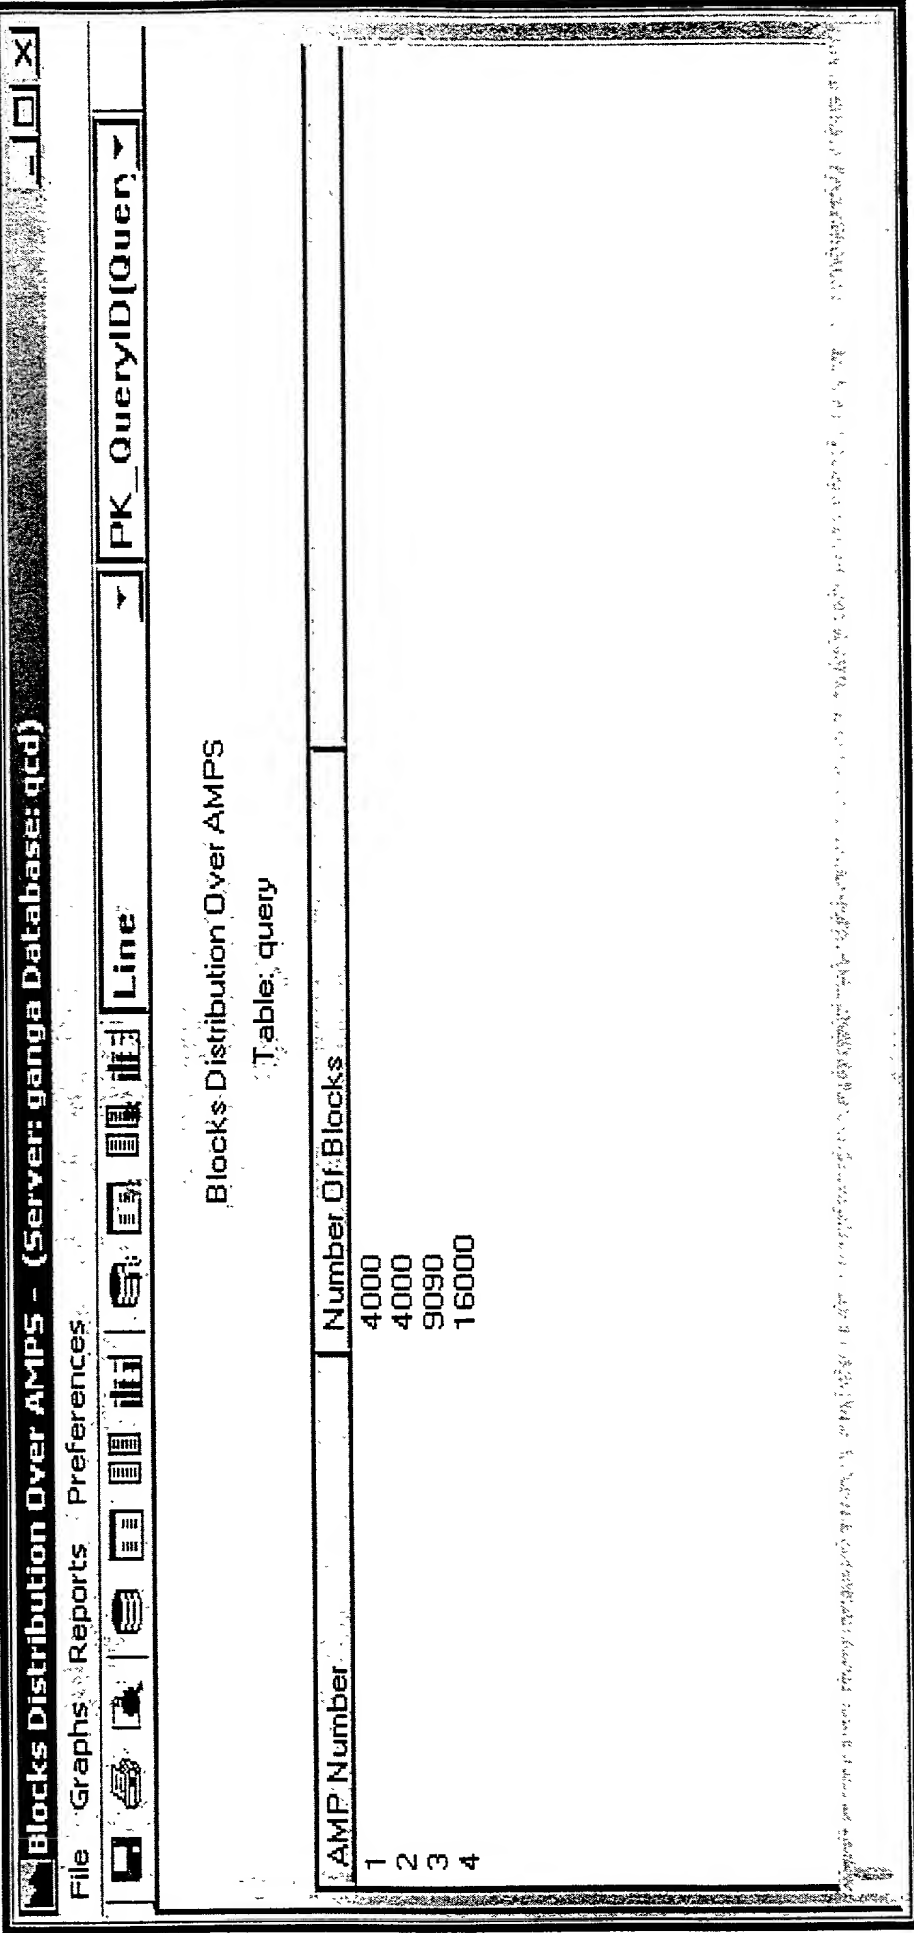 Blocks Distribution Over AMPS - (Server: ganga Database: qcd)
File Graphs Reports Preferences
Line PK_QueryID(Quer
Blocks Distribution Over AMPS
Table: query
AMP Number Number Of Blocks
1 4000
2 4000
3 9090
4 16000